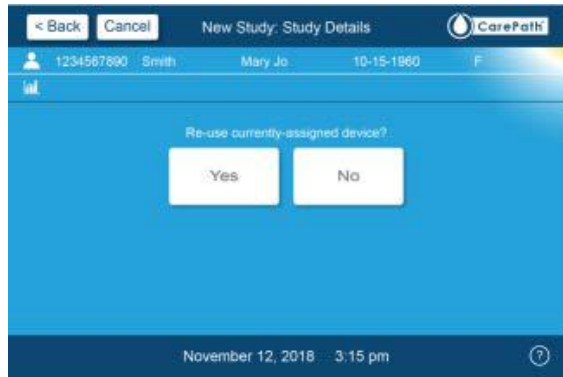 < Back Cancel New Study: Study Details CarePath
1234567890 Smith Mary Jo 10-15-1960 F
Re-use currently-assigned device?
Yes No
November 12, 2018 3:15 pm ?